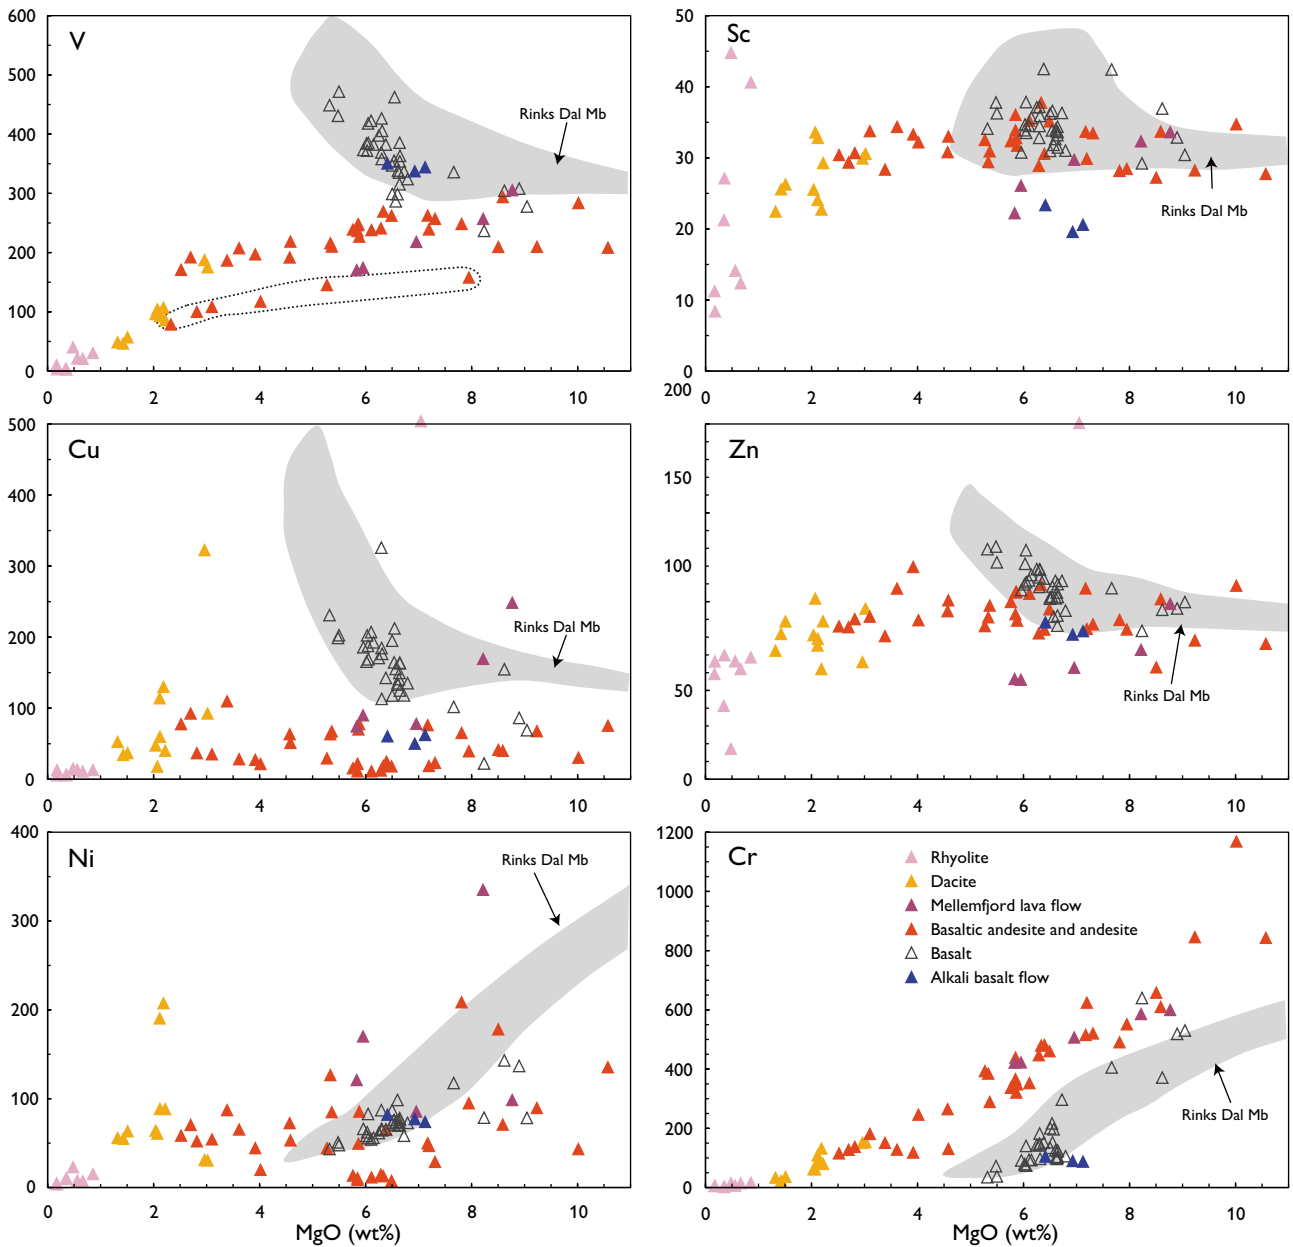 V
600
500
400
300
200
100
0
0 2 4 6 8 10
Rinks Dal Mb
Sc
50
40
30
20
10
0
0 2 4 6 8 10
Rinks Dal Mb
Cu
500
400
300
200
100
0
0 2 4 6 8 10
Rinks Dal Mb
Zn
200
150
100
50
0
0 2 4 6 8 10
Rinks Dal Mb
Ni
400
300
200
100
0
0 2 4 6 8 10
MgO (wt%)
Rinks Dal Mb
Cr
1200
1000
800
600
400
200
0
0 2 4 6 8 10
MgO (wt%)
Rhyolite
Dacite
Mellemfjord lava flow
Basaltic andesite and andesite
Basalt
Alkali basalt flow
Rinks Dal Mb